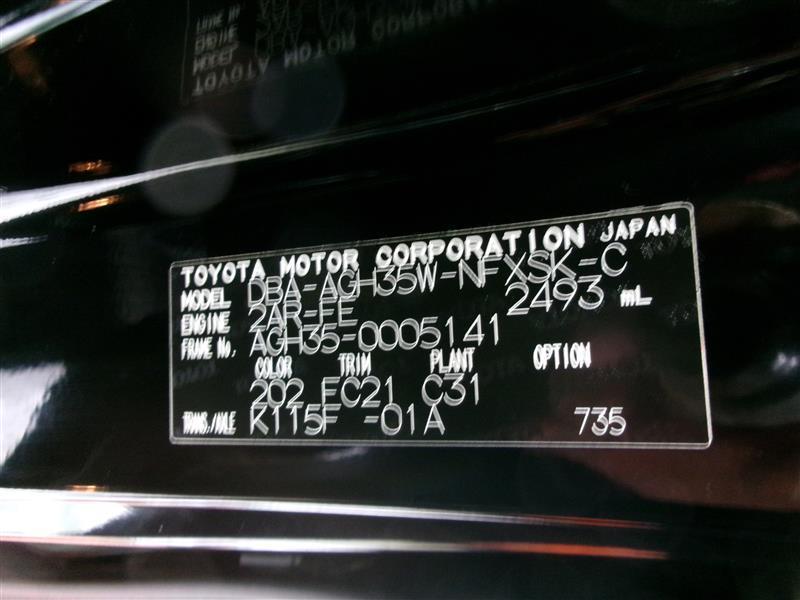 TOYOTA MOTOR CORPORATION JAPAN
MODEL DBA-AGH35W-NFXSK-C
ENGINE 2AR-FE 2493 mL
FRAME No. AGH35-0005141
COLOR TRIM PLANT OPTION
202 FC21 C31
TRANS./AXLE K115F -01A 735